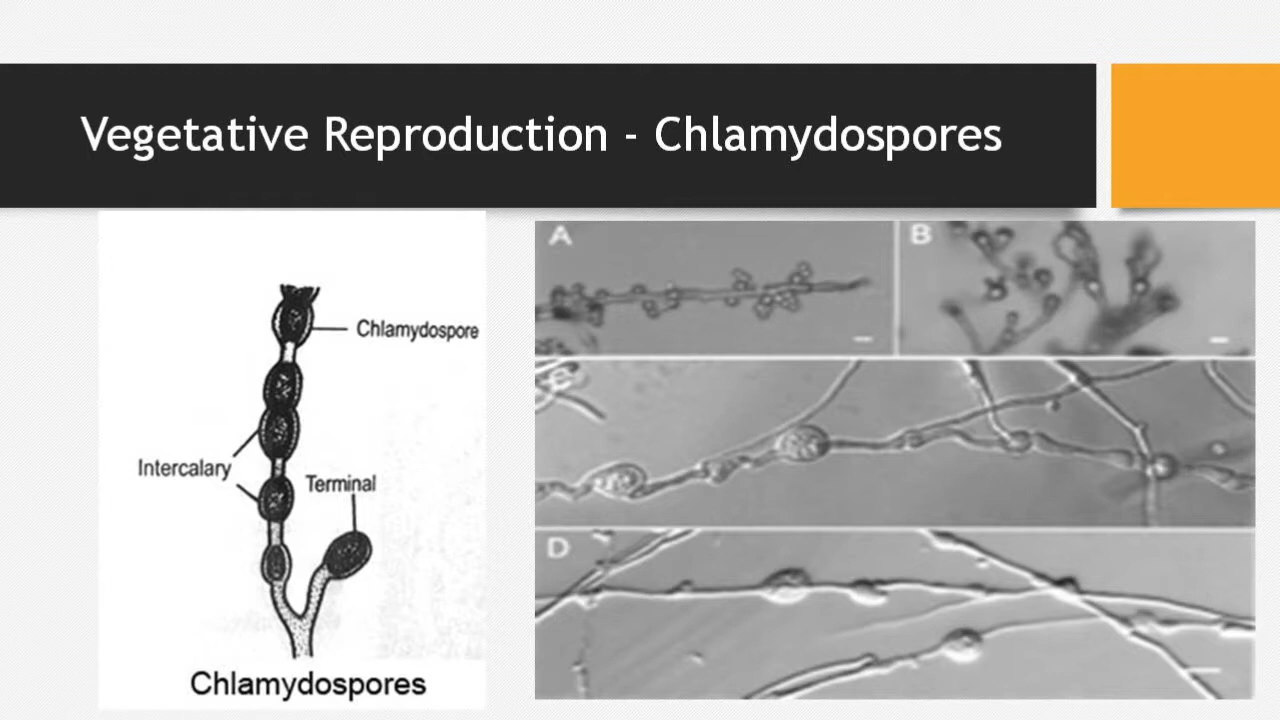 Vegetative Reproduction - Chlamydospores
Chlamydospore
Intercalary
Terminal
Chlamydospores
A
B
C
D